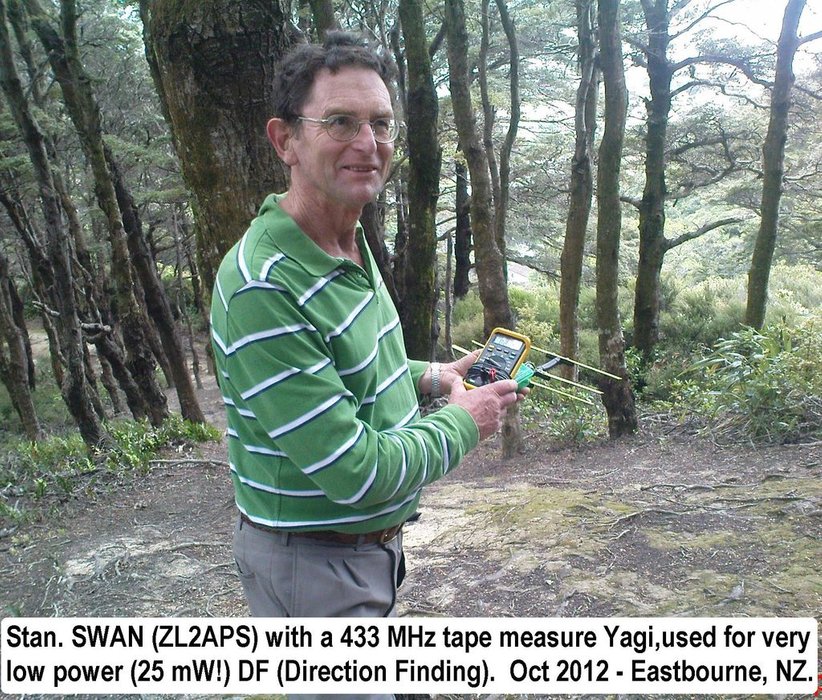 Stan. SWAN (ZL2APS) with a 433 MHz tape measure Yagi,used for very
low power (25 mW!) DF (Direction Finding).  Oct 2012 - Eastbourne, NZ.